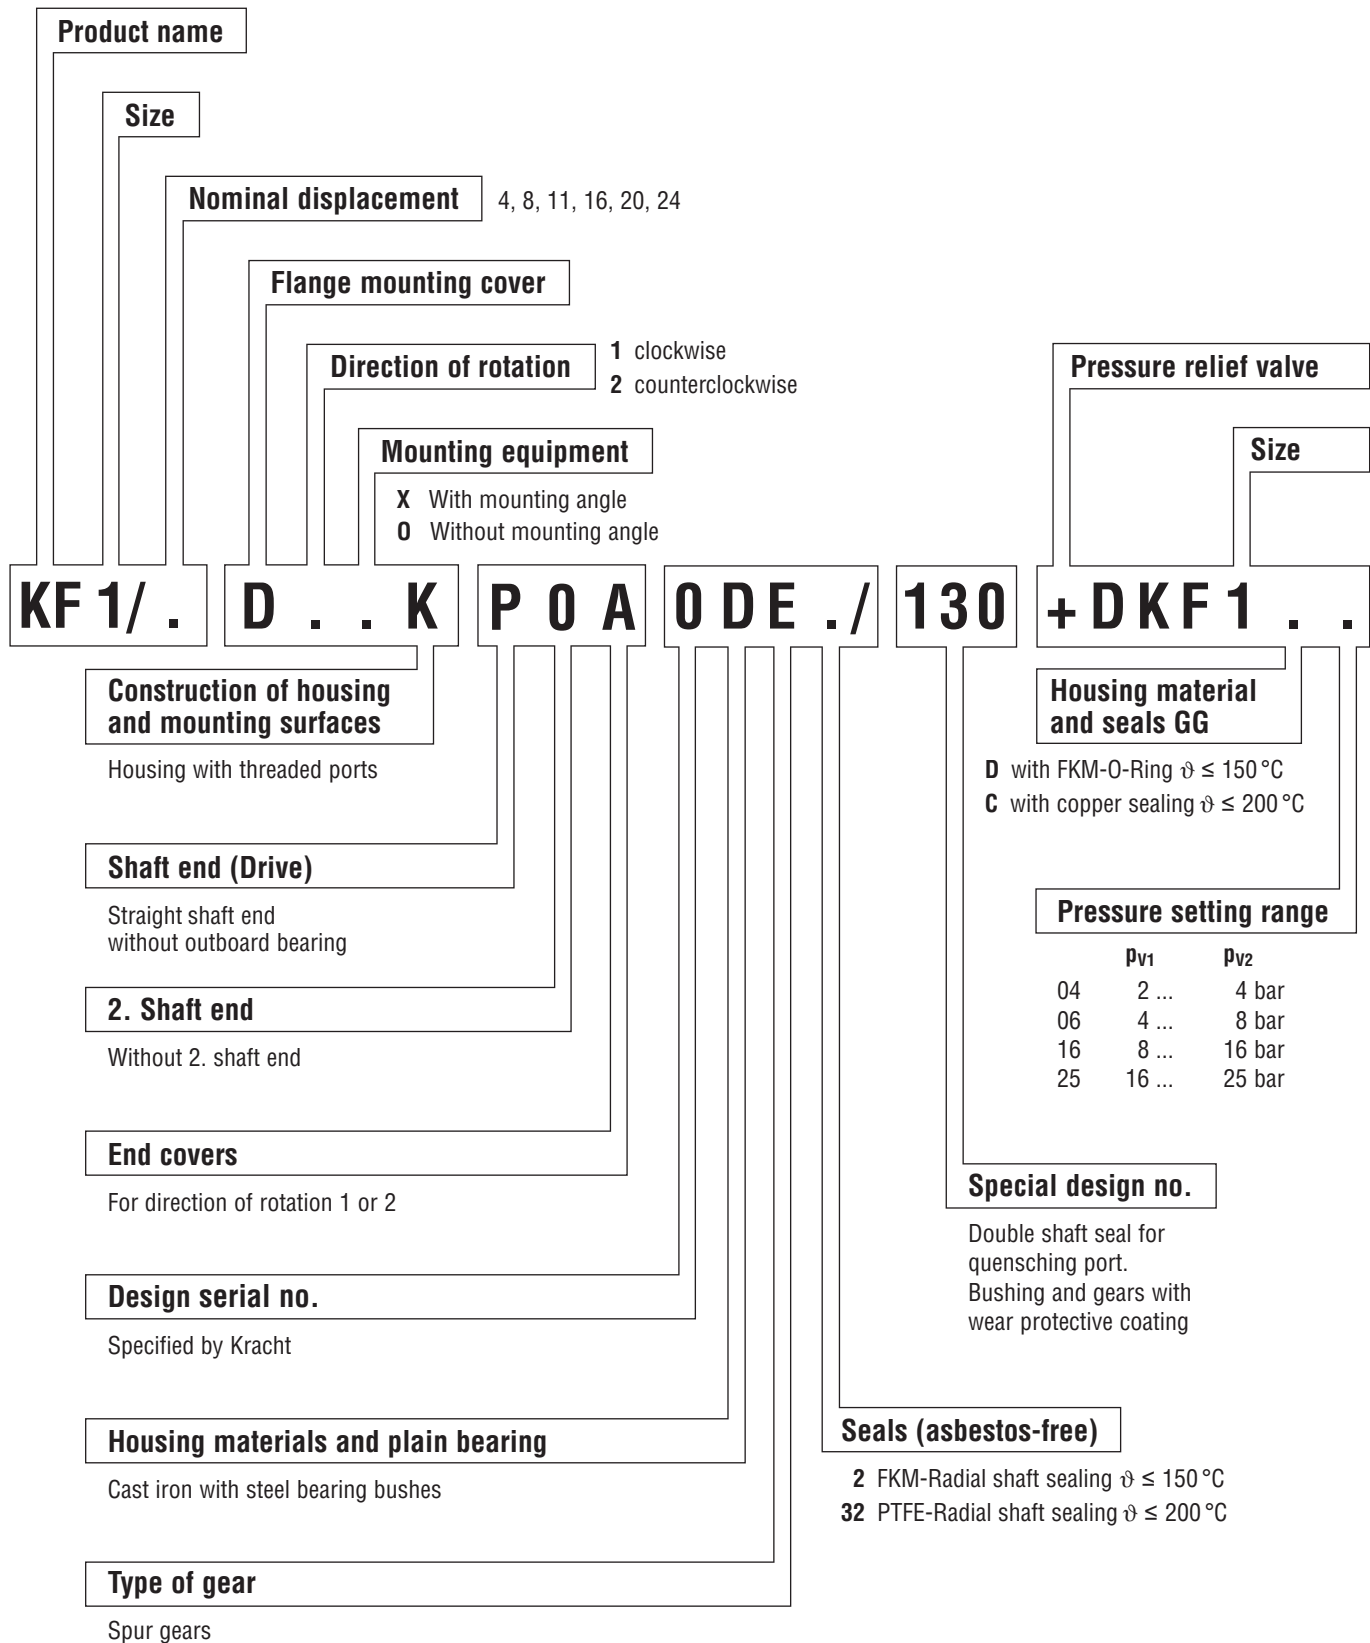 Product name
Size
Nominal displacement 4, 8, 11, 16, 20, 24
Flange mounting cover
Direction of rotation
1 clockwise
2 counterclockwise
Pressure relief valve
Size
Mounting equipment
X With mounting angle
0 Without mounting angle
KF 1/ . D . . K P 0 A 0 D E . / 130 + D K F 1 . .
Construction of housing
and mounting surfaces
Housing with threaded ports
Housing material
and seals GG
D with FKM-O-Ring ϑ ≤ 150 °C
C with copper sealing ϑ ≤ 200 °C
Shaft end (Drive)
Straight shaft end
without outboard bearing
Pressure setting range
pV1 pV2
04 2 ... 4 bar
06 4 ... 8 bar
16 8 ... 16 bar
25 16 ... 25 bar
2. Shaft end
Without 2. shaft end
End covers
For direction of rotation 1 or 2
Special design no.
Double shaft seal for
quensching port.
Bushing and gears with
wear protective coating
Design serial no.
Specified by Kracht
Housing materials and plain bearing
Cast iron with steel bearing bushes
Seals (asbestos-free)
2 FKM-Radial shaft sealing ϑ ≤ 150 °C
32 PTFE-Radial shaft sealing ϑ ≤ 200 °C
Type of gear
Spur gears